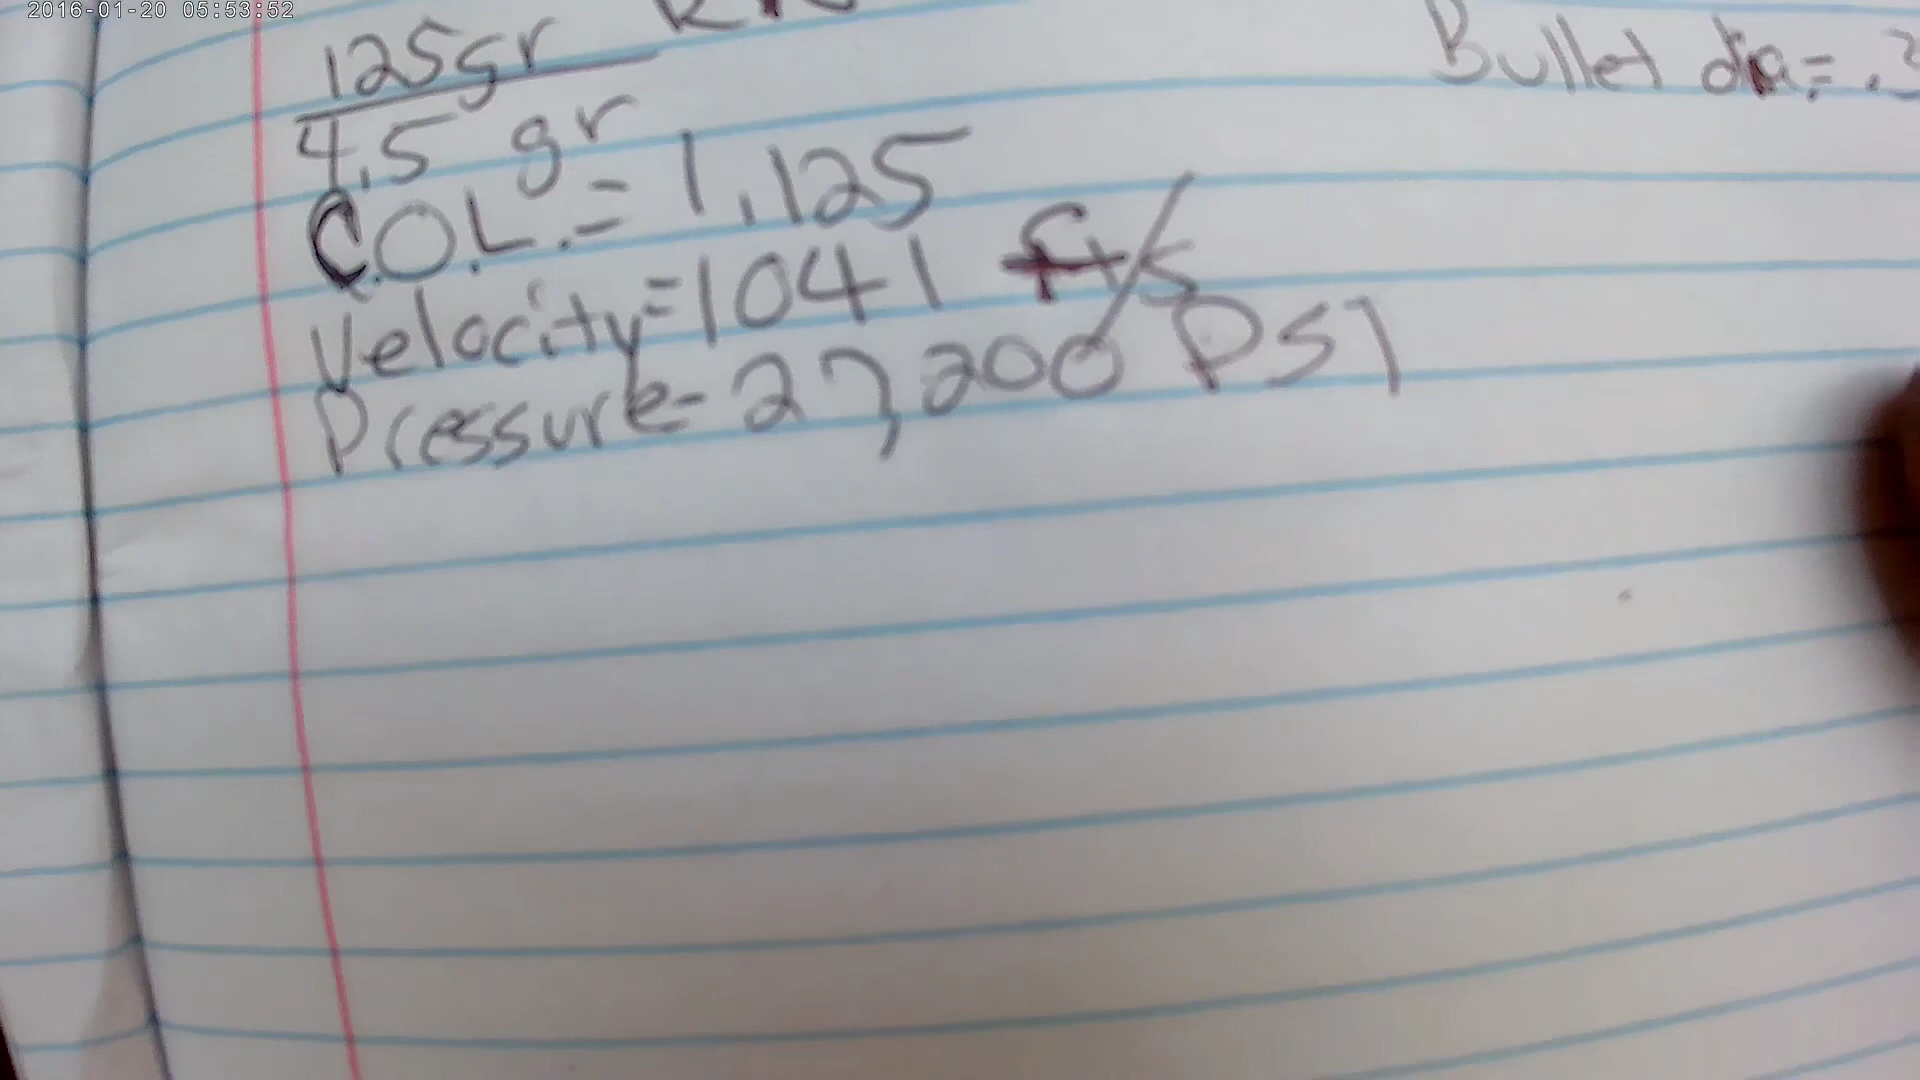 2016-01-20 05:53:52
125gr
Bullet dia= .3
4.5 gr
C.O.L.= 1.125
Velocity=1041 ft/s
Pressure-27,200 PSI